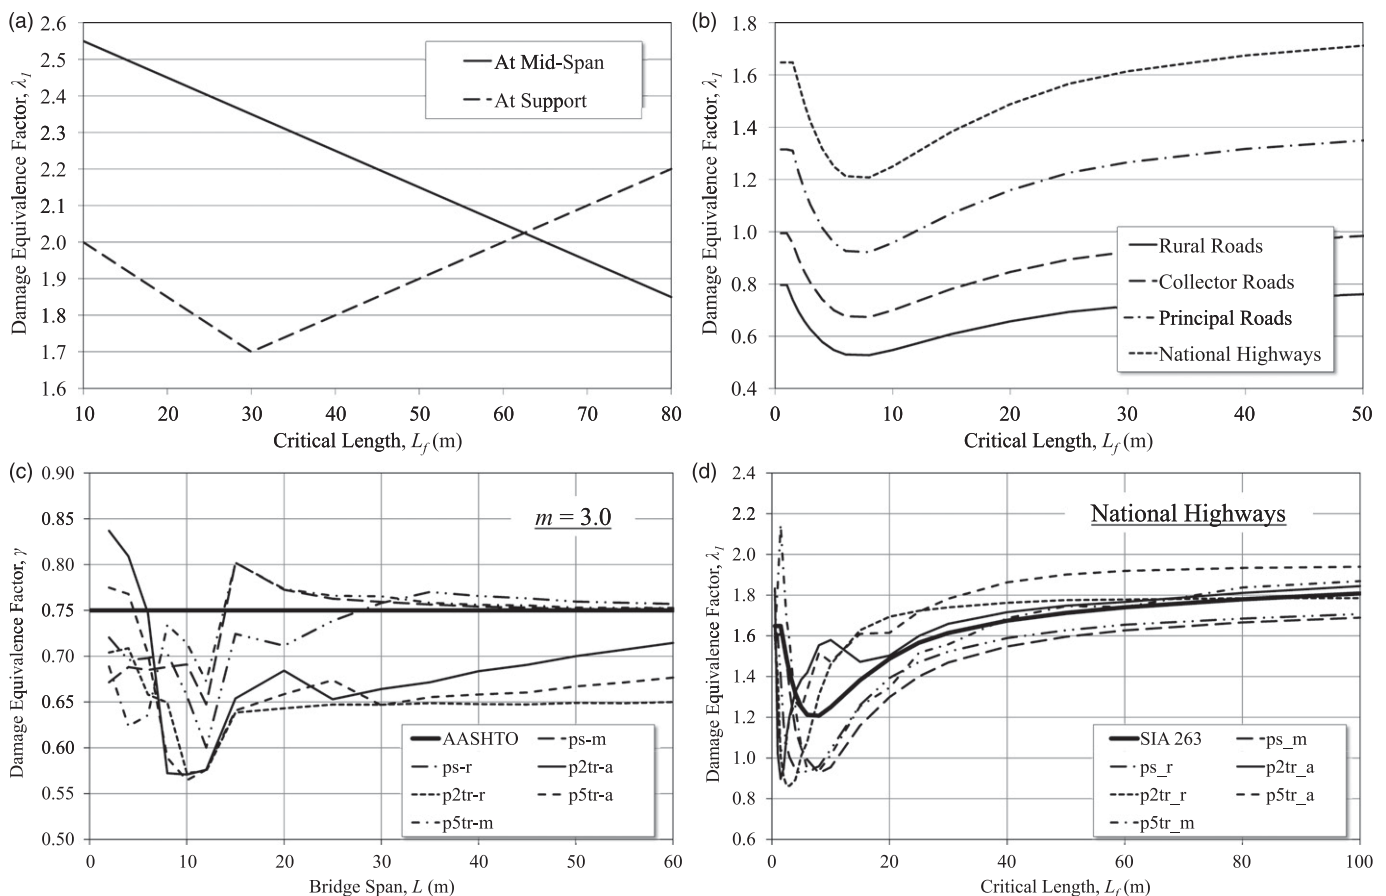 (a)
2.6
2.5
2.4
2.3
2.2
2.1
2.0
1.9
1.8
1.7
1.6
Damage Equivalence Factor, λ1
At Mid-Span
At Support
10 20 30 40 50 60 70 80
Critical Length, Lf (m)
(b)
1.8
1.6
1.4
1.2
1.0
0.8
0.6
0.4
Damage Equivalence Factor, λ1
Rural Roads
Collector Roads
Principal Roads
National Highways
0 10 20 30 40 50
Critical Length, Lf (m)
(c)
0.90
0.85
0.80
0.75
0.70
0.65
0.60
0.55
0.50
Damage Equivalence Factor, γ
m = 3.0
AASHTO ps-m
ps-r p2tr-a
p2tr-r p5tr-a
p5tr-m
0 10 20 30 40 50 60
Bridge Span, L (m)
(d)
2.4
2.2
2.0
1.8
1.6
1.4
1.2
1.0
0.8
0.6
Damage Equivalence Factor, λ1
National Highways
SIA 263 ps_m
ps_r p2tr_a
p2tr_r p5tr_a
p5tr_m
0 20 40 60 80 100
Critical Length, Lf (m)